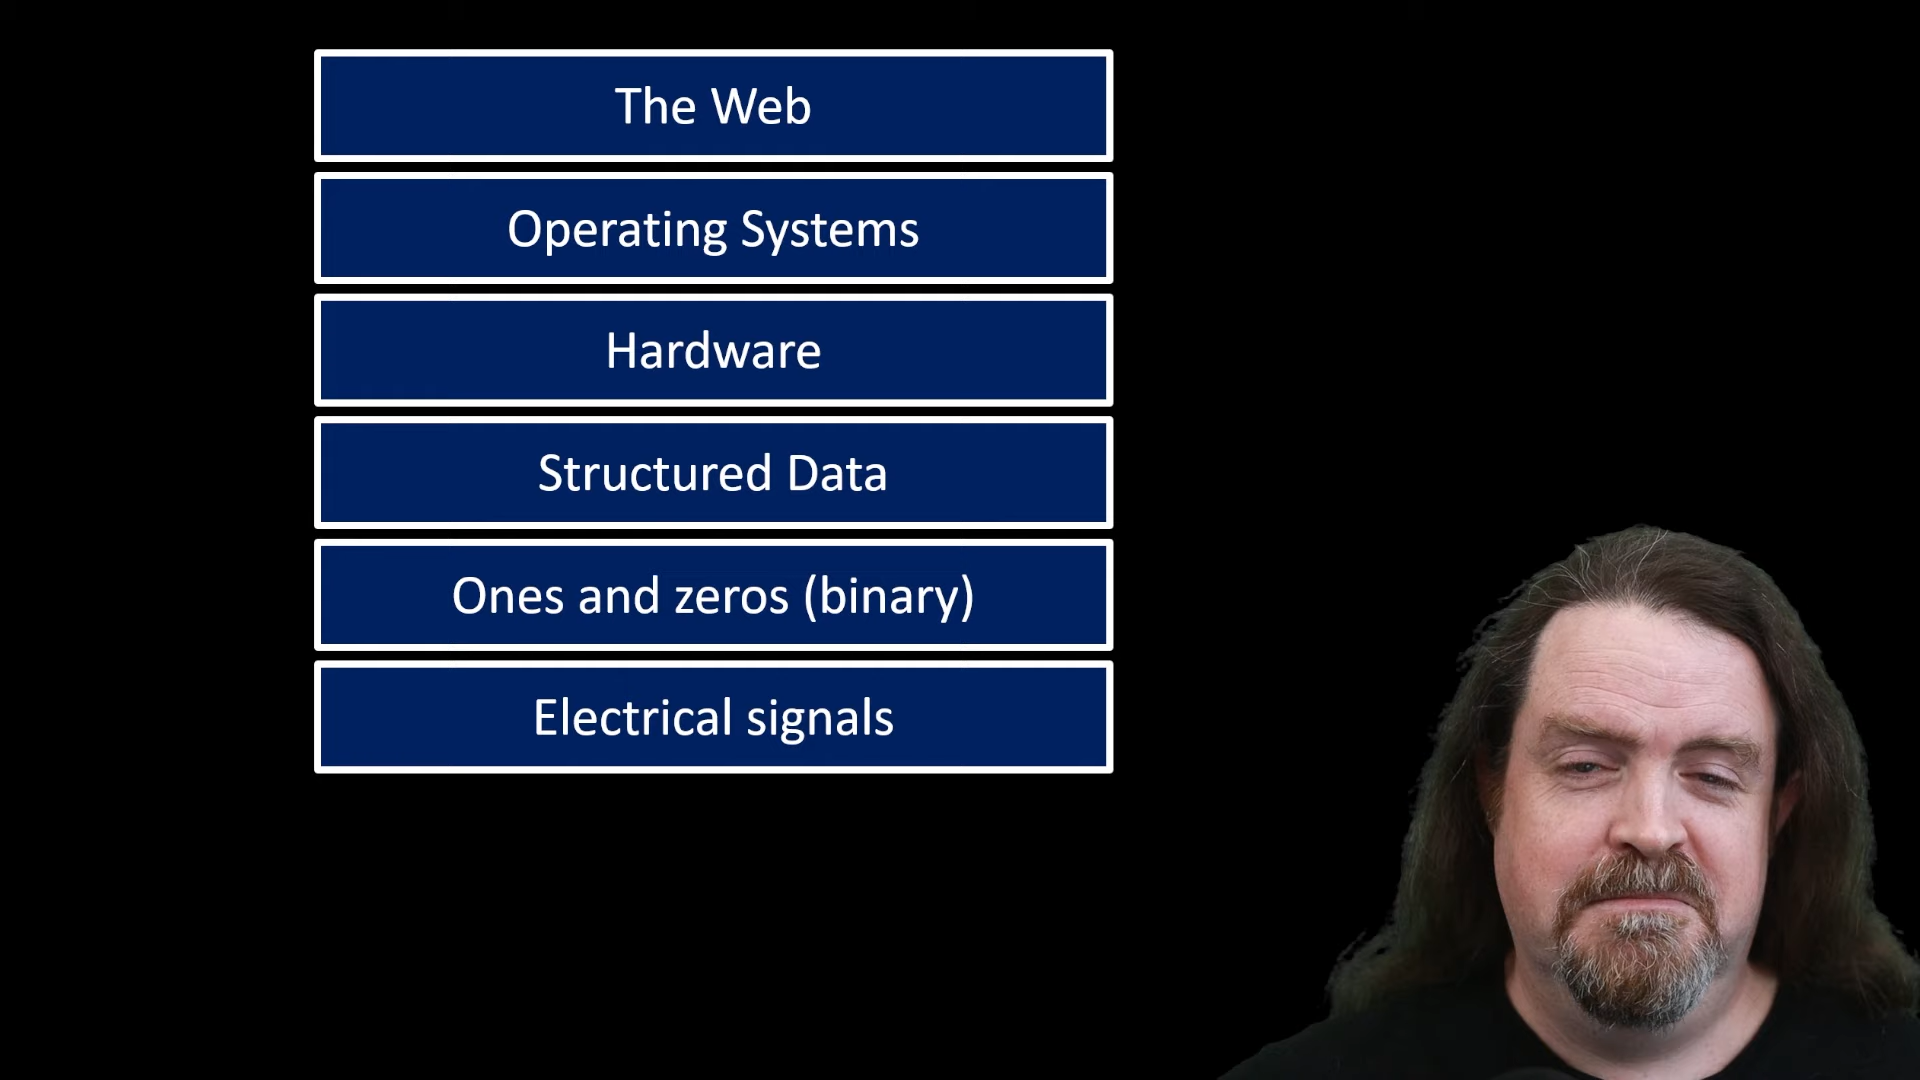 The Web
Operating Systems
Hardware
Structured Data
Ones and zeros (binary)
Electrical signals